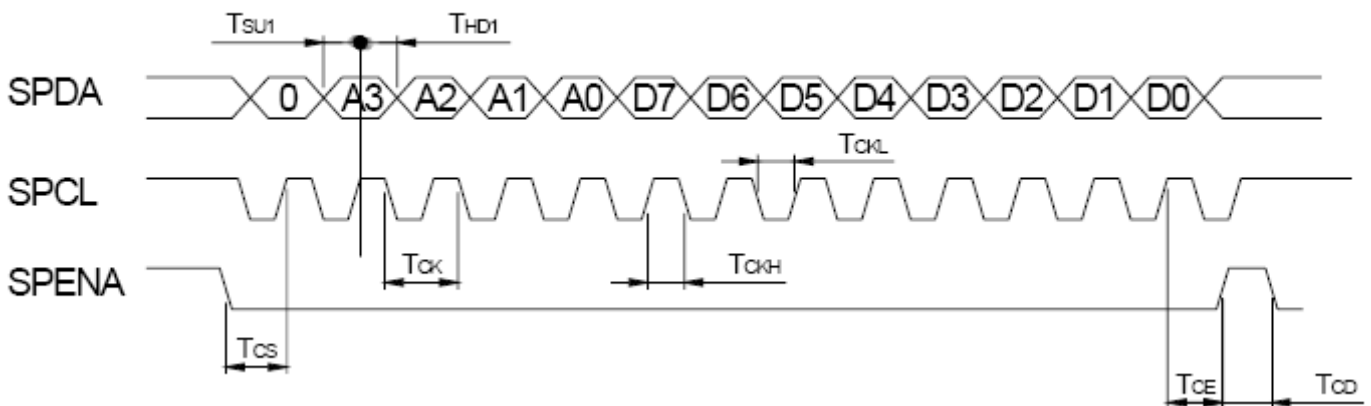 TSU1 THD1
SPDA 0 A3 A2 A1 A0 D7 D6 D5 D4 D3 D2 D1 D0
TCKL
SPCL
TCK TCKH
SPENA
TCS
TCE TCD